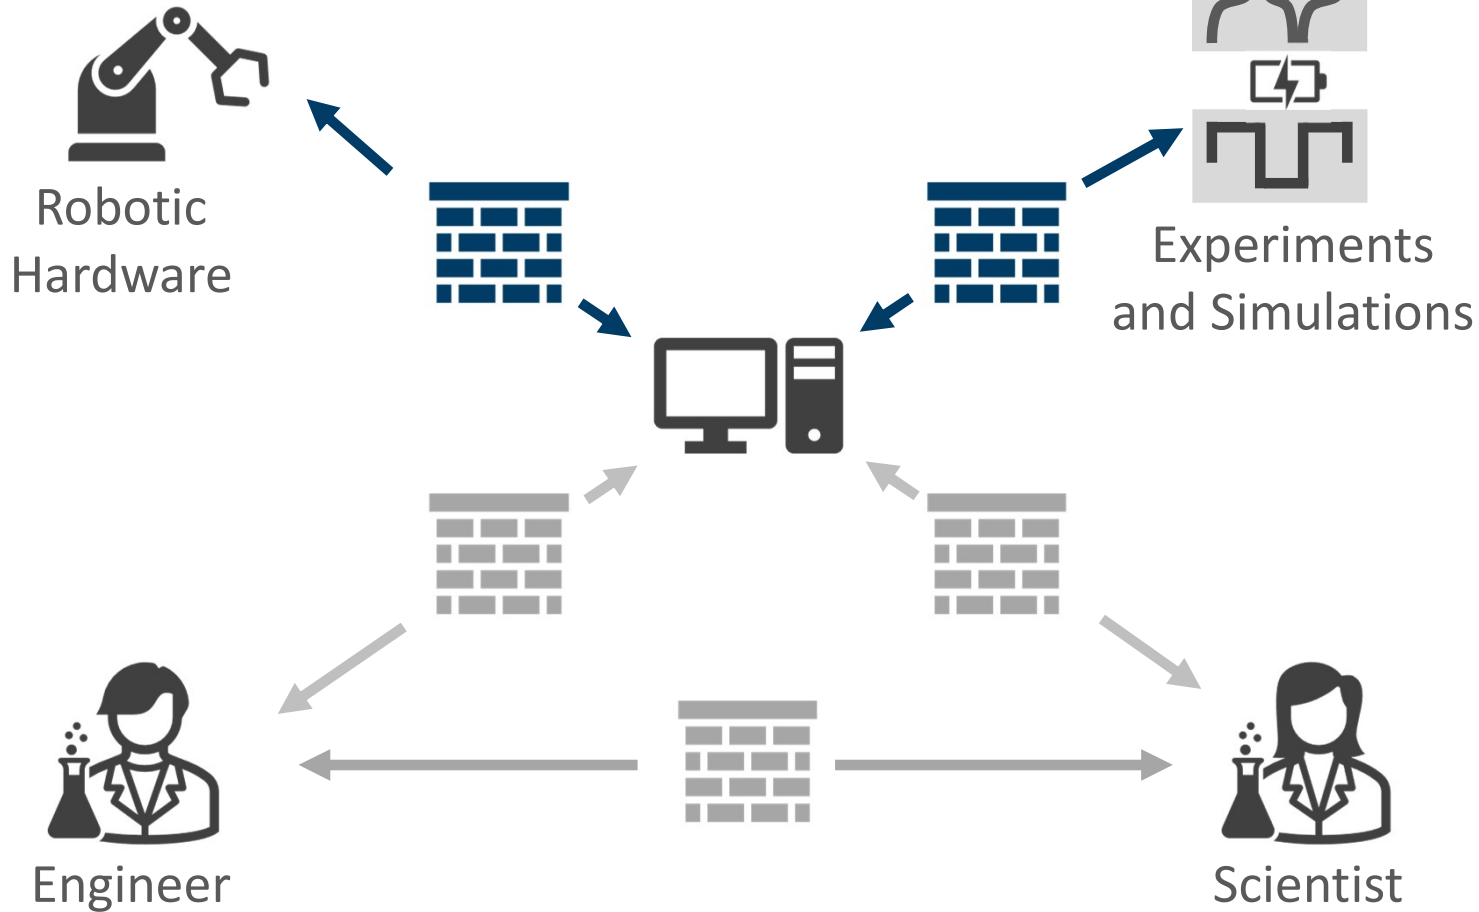 Robotic
Hardware
Experiments
and Simulations
Engineer
Scientist